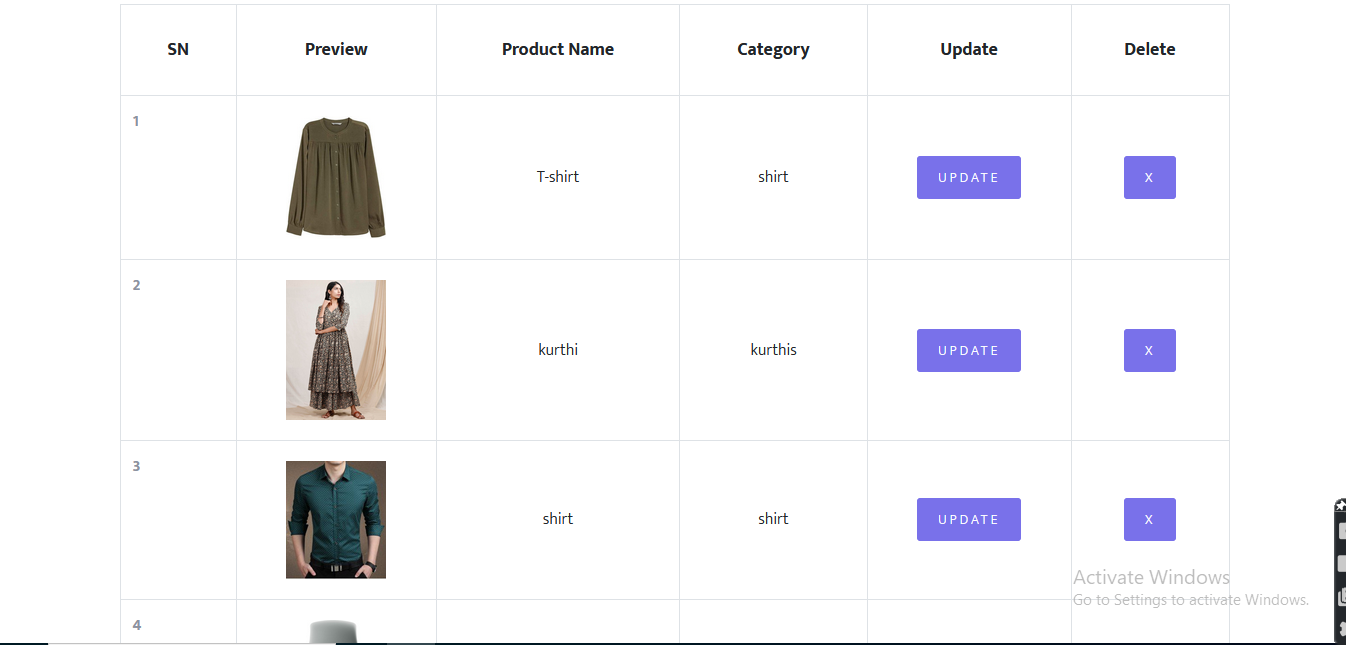 SN Preview Product Name Category Update Delete
1
T-shirt shirt UPDATE X
2
kurthi kurthis UPDATE X
3
shirt shirt UPDATE X
Activate Windows
Go to Settings to activate Windows.
4